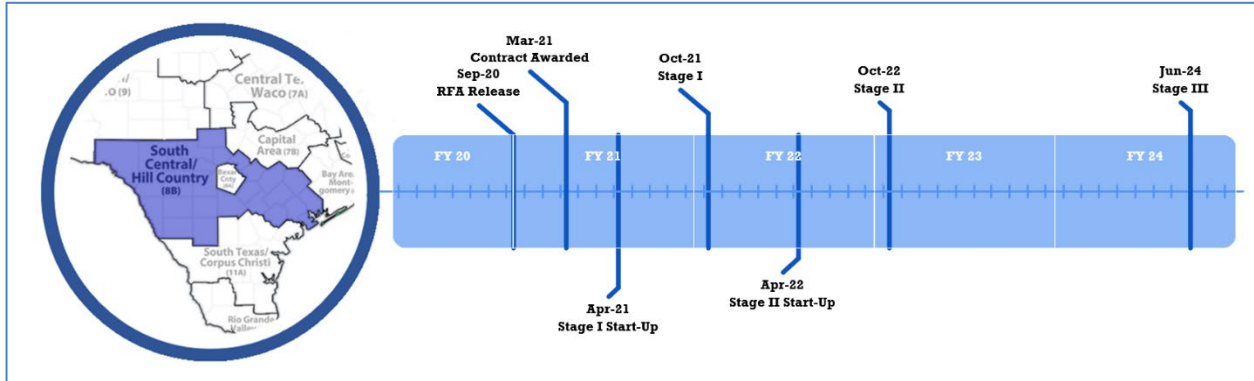 Central Te.
Waco (7A)
.O (9)
South
Central/
Hill Country
(8B)
Capital
Area (7B)
Bexar
Cnty
(8A)
Bay Are.
Mont-
gomery
South Texas/
Corpus Christi
(11A)
Rio Grande
Valley
Mar-21
Contract Awarded
Sep-20
RFA Release
Oct-21
Stage I
Oct-22
Stage II
Jun-24
Stage III
FY 20
FY 21
FY 22
FY 23
FY 24
Apr-21
Stage I Start-Up
Apr-22
Stage II Start-Up